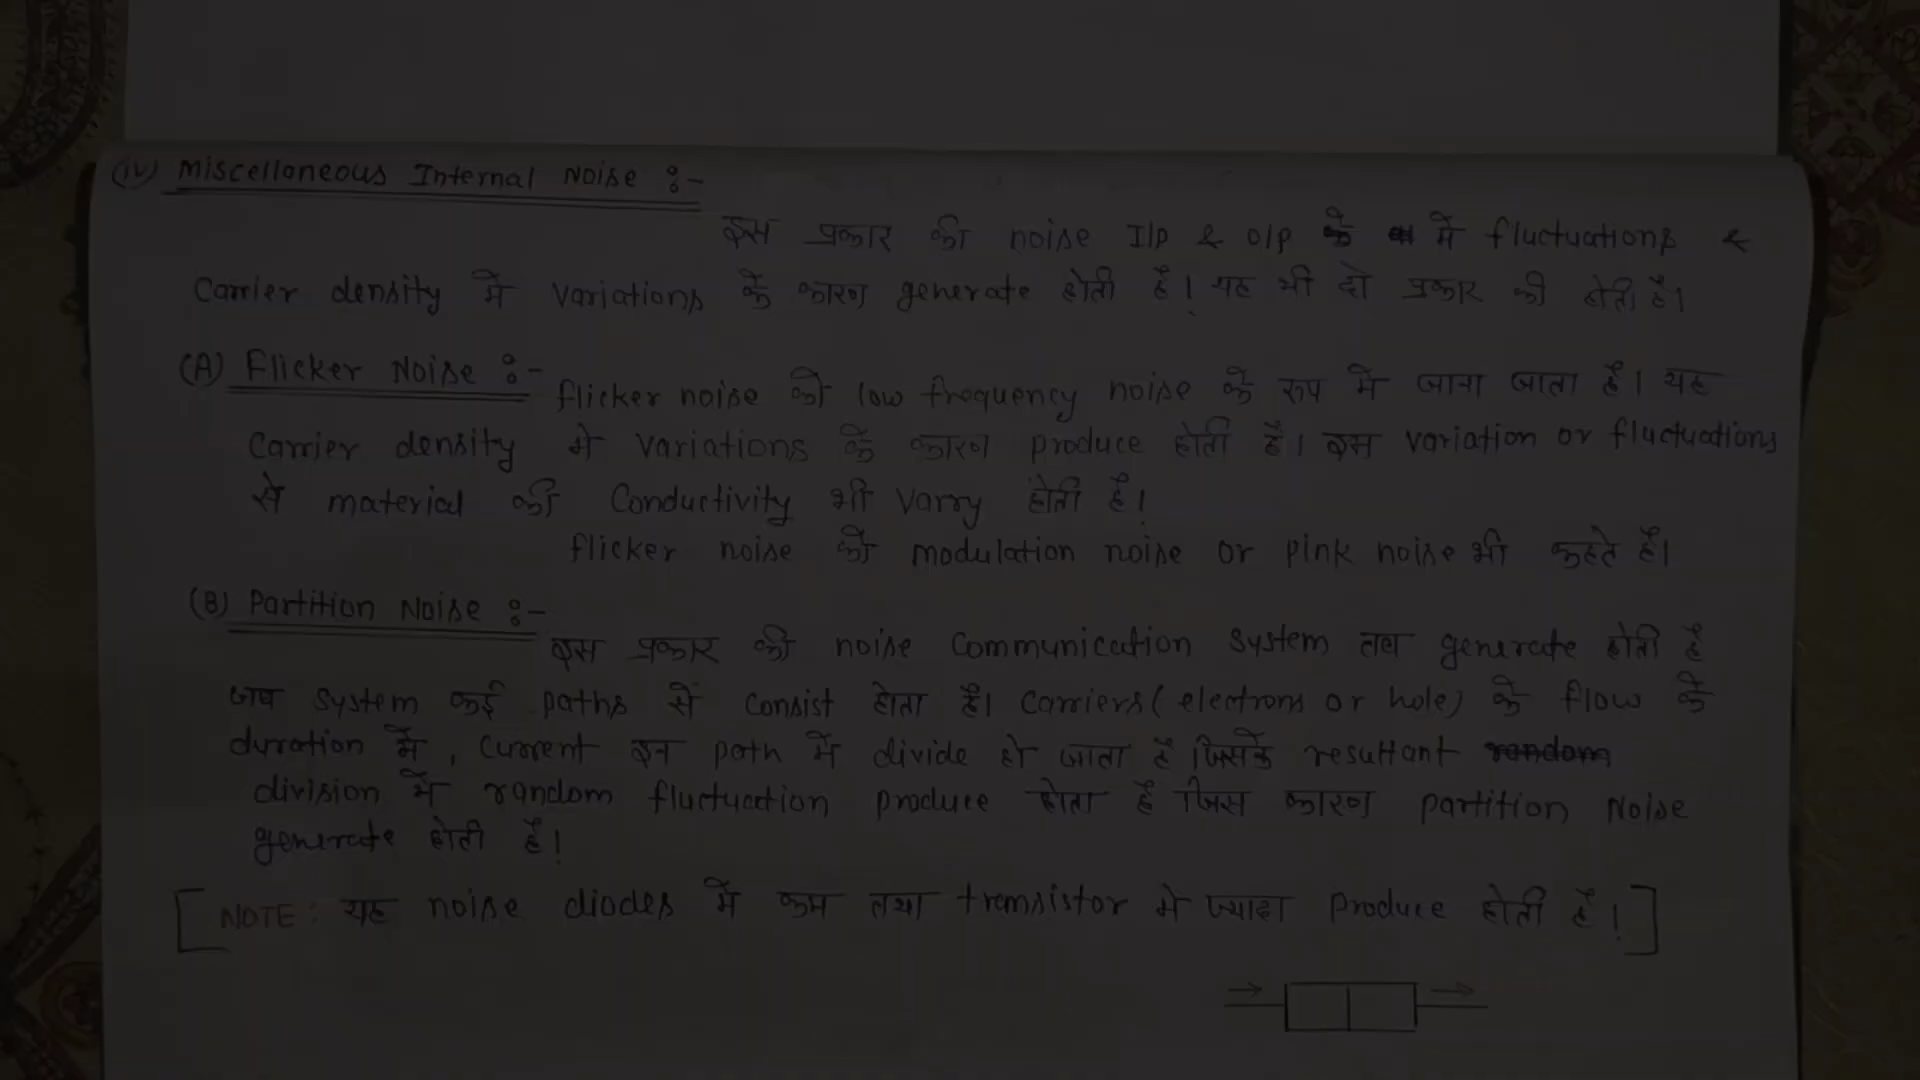 (iv) Miscellaneous Internal Noise :-
इस प्रकार की noise I/p & o/p में fluctuations &
Carrier density में variations के कारण generate होती है। यह भी दो प्रकार की होती है।
(A) Flicker Noise :-
flicker noise को low frequency noise के रूप में जाना जाता है। यह
Carrier density में variations के कारण produce होती है। इस variation or fluctuations
से material की Conductivity भी varry होती है।
flicker noise को modulation noise or pink noise भी कहते है।
(B) Partition Noise :-
इस प्रकार की noise Communication system तब generate होती है
जब system कई paths से consist होता है। Carriers (electrons or hole) के flow के
duration में, current इन path में divide हो जाता है जिसके resultant random
division में random fluctuation produce होता है जिस कारण partition Noise
generate होती है।
[NOTE: यह noise diodes में कम तथा transistor में ज्यादा produce होती है।]